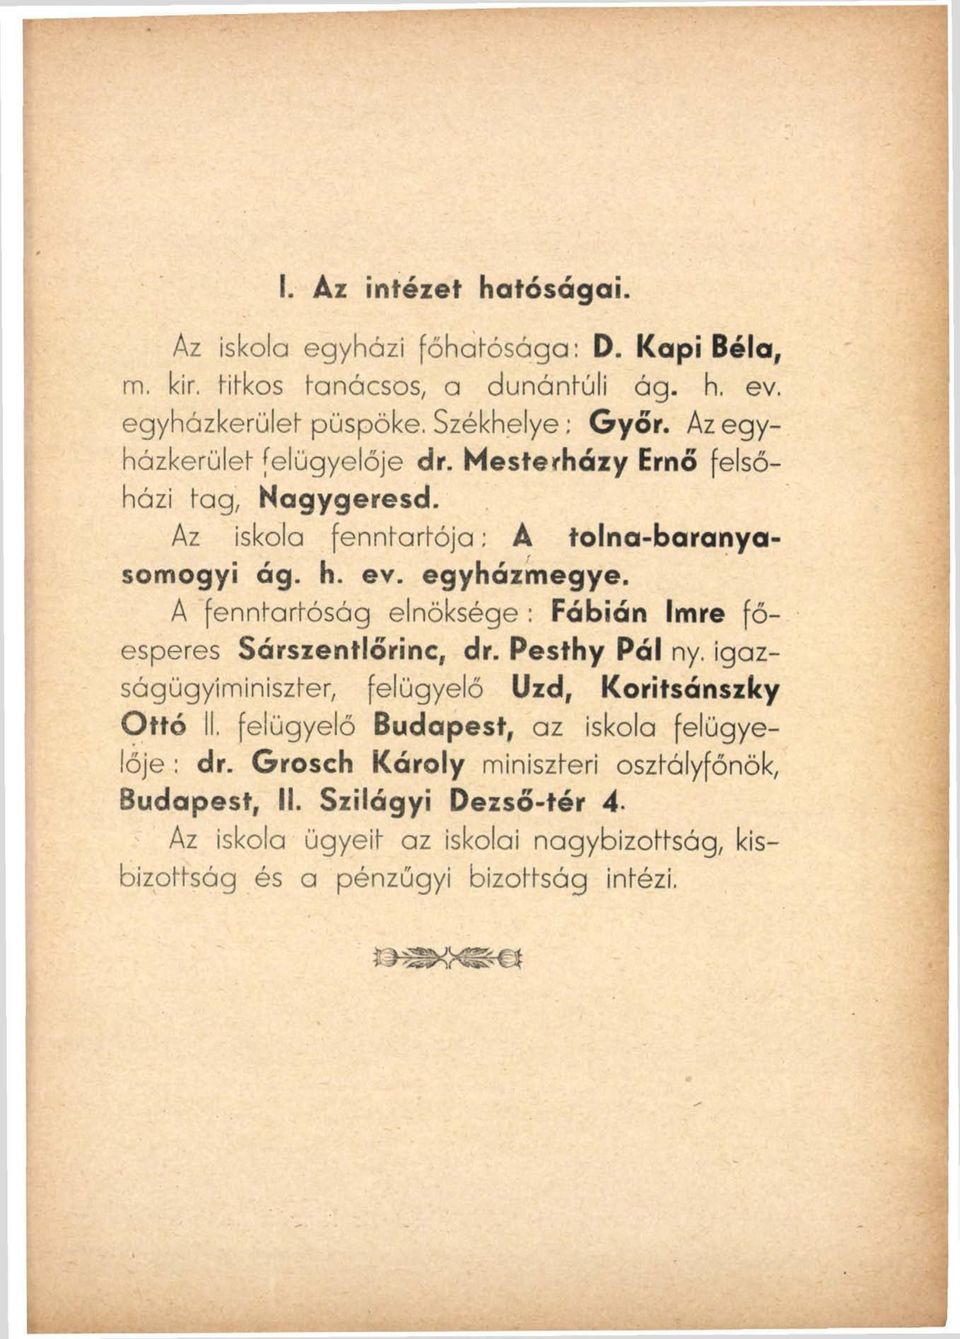 I. Az intézet hatóságai.
Az iskola egyházi főhatósága: D. Kapi Béla,
m. kir. titkos tanácsos, a dunántúli ág. h. ev.
egyházkerület püspöke. Székhelye: Győr. Az egy-
házkerület felügyelője dr. Mesterházy Ernő felső-
házi tag, Nagygeresd.
Az iskola fenntartója: A tolna-baranya-
somogyi ág. h. ev. egyházmegye.
A fenntartóság elnöksége: Fábián Imre fő-
esperes Sárszentlőrinc, dr. Pesthy Pál ny. igaz-
ságügyiminiszter, felügyelő Uzd, Koritsánszky
Ottó II. felügyelő Budapest, az iskola felügye-
lője: dr. Grosch Károly miniszteri osztályfőnök,
Budapest, II. Szilágyi Dezső-tér 4.
Az iskola ügyeit az iskolai nagybizottság, kis-
bizottság és a pénzűgyi bizottság intézi.